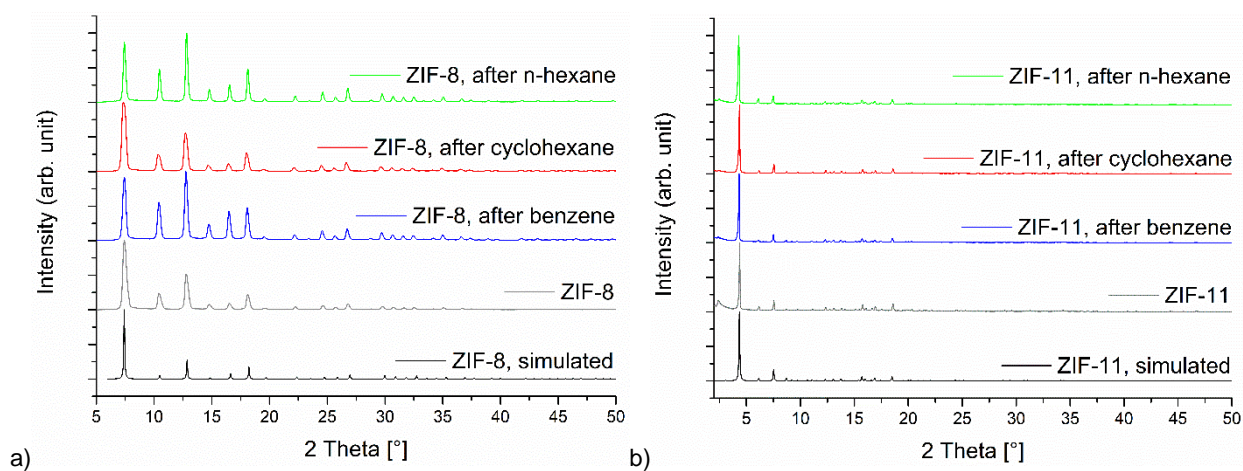 Intensity (arb. unit)
ZIF-8, after n-hexane
ZIF-8, after cyclohexane
ZIF-8, after benzene
ZIF-8
ZIF-8, simulated
5 10 15 20 25 30 35 40 45 50
2 Theta [°]
a)
Intensity (arb. unit)
ZIF-11, after n-hexane
ZIF-11, after cyclohexane
ZIF-11, after benzene
ZIF-11
ZIF-11, simulated
5 10 15 20 25 30 35 40 45 50
2 Theta [°]
b)